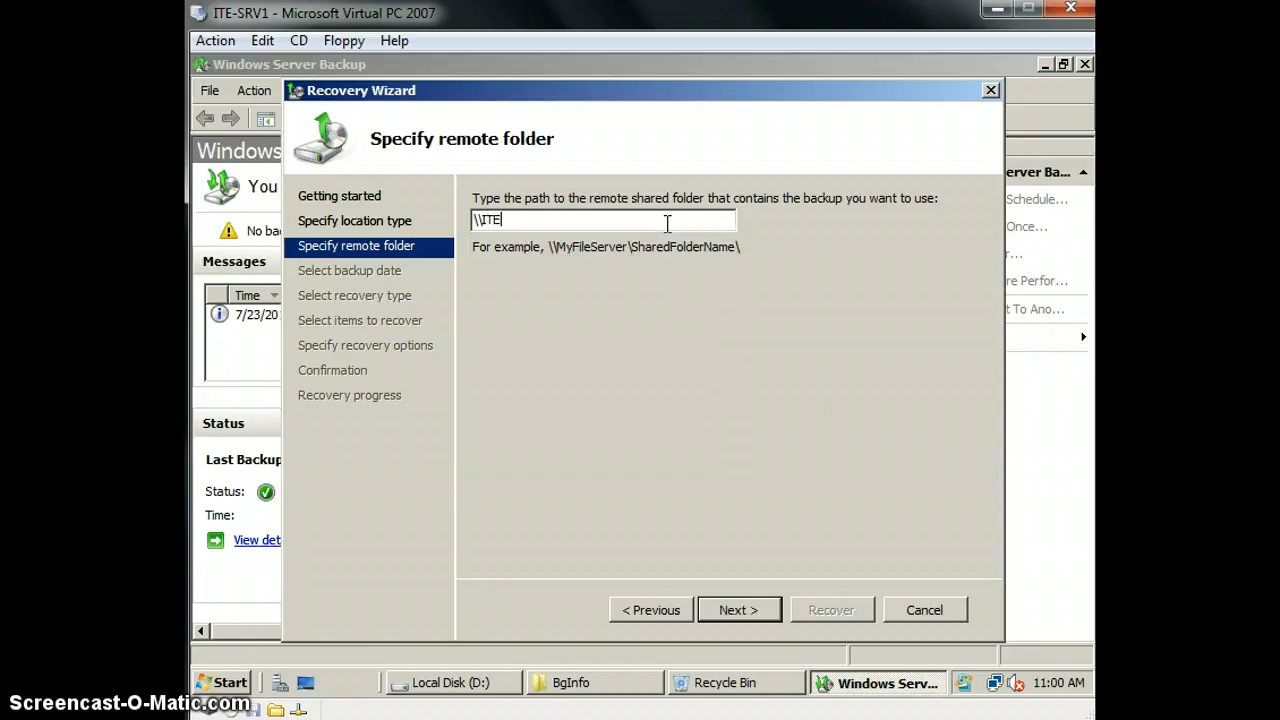 ITE-SRV1 - Microsoft Virtual PC 2007
Action Edit CD Floppy Help
Windows Server Backup
File Action
Recovery Wizard
Specify remote folder
Windows
You
No bac
Messages
Time
7/23/20
Status
Last Backup
Status:
Time:
View det
Getting started
Specify location type
Specify remote folder
Select backup date
Select recovery type
Select items to recover
Specify recovery options
Confirmation
Recovery progress
Type the path to the remote shared folder that contains the backup you want to use:
\\ITE
For example, \\MyFileServer\SharedFolderName\
< Previous Next > Recover Cancel
erver Ba...
Schedule...
Once...
re Perfor...
t To Ano...
Start Local Disk (D:) BgInfo Recycle Bin Windows Serv... 11:00 AM
Screencast-O-Matic.com